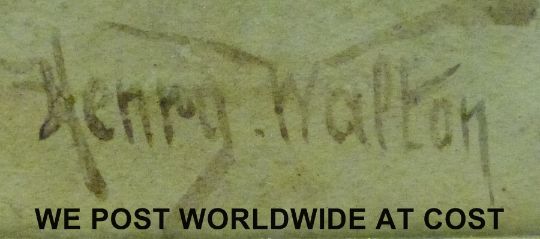 Henry. Walton
WE POST WORLDWIDE AT COST